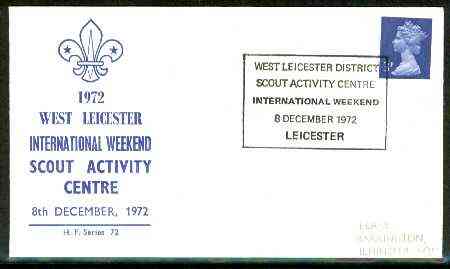 1972
WEST LEICESTER
INTERNATIONAL WEEKEND
SCOUT ACTIVITY
CENTRE
8th DECEMBER, 1972
H. F. Series 72
WEST LEICESTER DISTRICT
SCOUT ACTIVITY CENTRE
INTERNATIONAL WEEKEND
8 DECEMBER 1972
LEICESTER